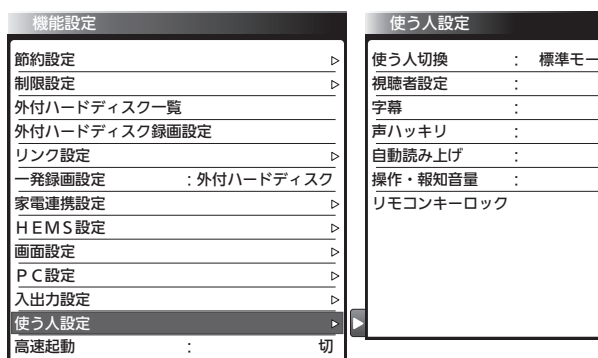 機能設定
節約設定
制限設定
外付ハードディスク一覧
外付ハードディスク録画設定
リンク設定
一発録画設定 : 外付ハードディスク
家電連携設定
HEMS設定
画面設定
PC設定
入出力設定
使う人設定
高速起動 : 切
使う人設定
使う人切換 : 標準モー
視聴者設定 :
字幕 :
声ハッキリ :
自動読み上げ :
操作・報知音量 :
リモコンキーロック